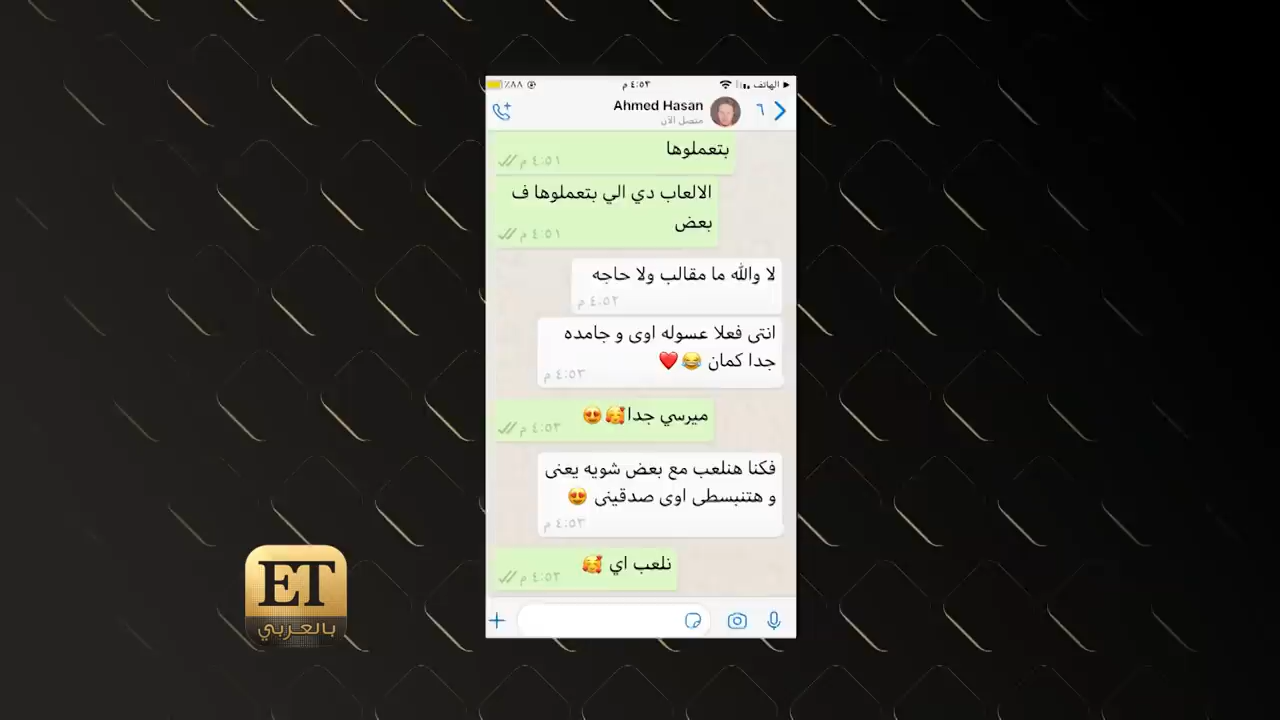 ٪٨٨
٤:٥٣ م
الهاتف
Ahmed Hasan
متصل الآن
٦
بتعملوها
٤:٥١ م
الالعاب دي الي بتعملوها ف
بعض
٤:٥١ م
لا والله ما مقالب ولا حاجه
٤:٥٢ م
انتى فعلا عسوله اوى و جامده
جدا كمان 😂❤️
٤:٥٣ م
ميرسي جدا🥰😍
٤:٥٣ م
فكنا هنلعب مع بعض شويه يعنى
و هتنبسطى اوى صدقينى 😍
٤:٥٣ م
نلعب اي 🥰
٤:٥٣ م
ET
بالعربي